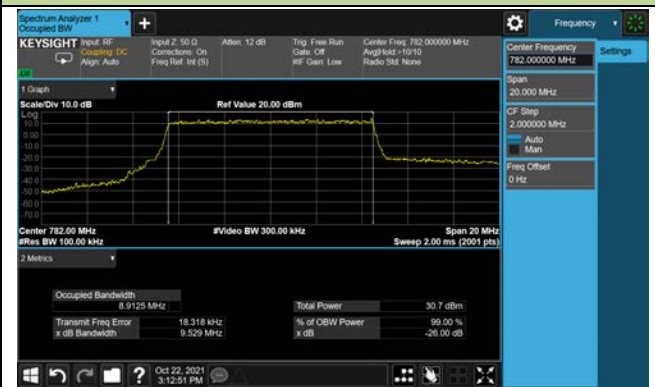 Spectrum Analyzer 1
Occupied BW
Frequency
KEYSIGHT
Input: RF
Coupling: DC
Align: Auto
Input Z: 50 Ω
Corrections: On
Freq Ref: Int (S)
Atten: 12 dB
Trig: Free Run
Gate: Off
#IF Gain: Low
Center Freq: 782.000000 MHz
Avg|Hold:>10/10
Radio Std: None
Center Frequency
782.000000 MHz
Settings
Span
20.000 MHz
CF Step
2.000000 MHz
Auto
Man
Freq Offset
0 Hz
1 Graph
Scale/Div 10.0 dB
Ref Value 20.00 dBm
Log
10.0
0.00
-10.0
-20.0
-30.0
-40.0
-50.0
-60.0
-70.0
Center 782.00 MHz
#Video BW 300.00 kHz
Span 20 MHz
#Res BW 100.00 kHz
Sweep 2.00 ms (2001 pts)
2 Metrics
Occupied Bandwidth
8.9125 MHz
Total Power
30.7 dBm
Transmit Freq Error
18.318 kHz
% of OBW Power
99.00 %
x dB Bandwidth
9.529 MHz
x dB
-26.00 dB
Oct 22, 2021
3:12:51 PM